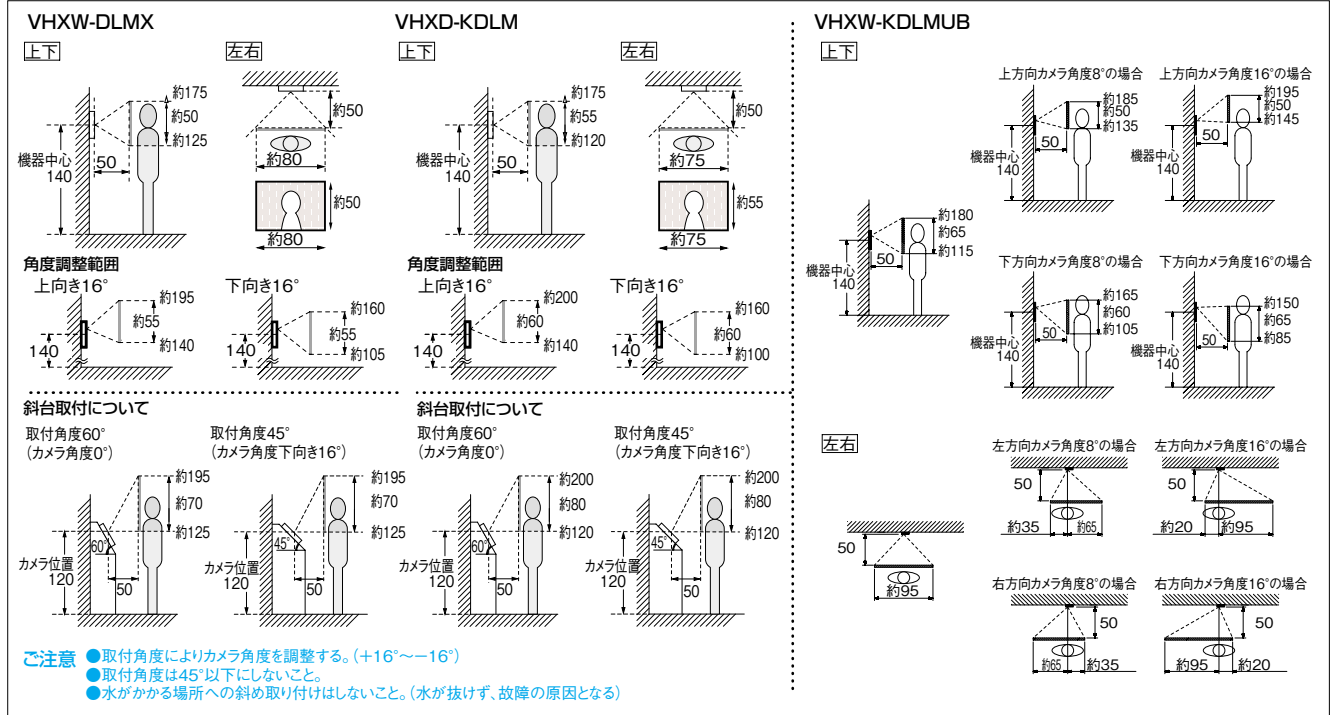 VHXW-DLMX
上下
約175
約50
約125
機器中心
140
50
左右
約50
約80
約50
約80
角度調整範囲
上向き16°
約195
約55
約140
140
下向き16°
約160
約55
約105
140
斜台取付について
取付角度60°
(カメラ角度0°)
約195
約70
約125
60°
カメラ位置
120
50
取付角度45°
(カメラ角度下向き16°)
約195
約70
約125
45°
カメラ位置
120
50
VHXD-KDLM
上下
約175
約55
約120
機器中心
140
50
左右
約50
約75
約55
約75
角度調整範囲
上向き16°
約200
約60
約140
140
下向き16°
約160
約60
約100
140
斜台取付について
取付角度60°
(カメラ角度0°)
約200
約80
約120
60°
カメラ位置
120
50
取付角度45°
(カメラ角度下向き16°)
約200
約80
約120
45°
カメラ位置
120
50
VHXW-KDLMUB
上下
約180
約65
約115
50
機器中心
140
上方向カメラ角度8°の場合
約185
約50
約135
50
機器中心
140
上方向カメラ角度16°の場合
約195
約50
約145
50
機器中心
140
下方向カメラ角度8°の場合
約165
約60
約105
50
機器中心
140
下方向カメラ角度16°の場合
約150
約65
約85
50
機器中心
140
左右
50
約95
左方向カメラ角度8°の場合
50
約35
約65
左方向カメラ角度16°の場合
50
約20
約95
右方向カメラ角度8°の場合
50
約65
約35
右方向カメラ角度16°の場合
50
約95
約20
ご注意 ●取付角度によりカメラ角度を調整する。(+16°~-16°)
●取付角度は45°以下にしないこと。
●水がかかる場所への斜め取り付けはしないこと。(水が抜けず、故障の原因となる)